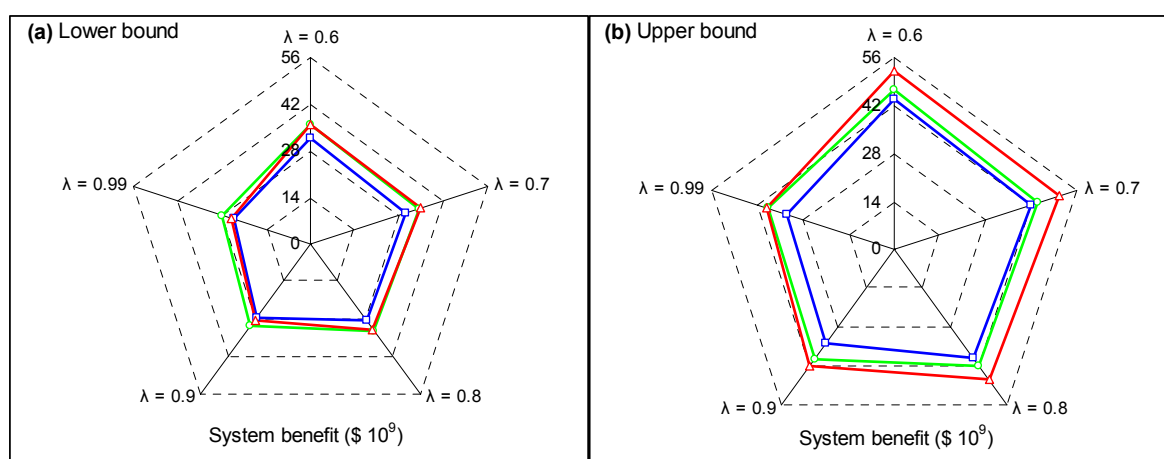 (a) Lower bound
λ = 0.6
56
42
28
14
0
λ = 0.99
λ = 0.7
λ = 0.9
λ = 0.8
System benefit ($ 10⁹)
(b) Upper bound
λ = 0.6
56
42
28
14
0
λ = 0.99
λ = 0.7
λ = 0.9
λ = 0.8
System benefit ($ 10⁹)